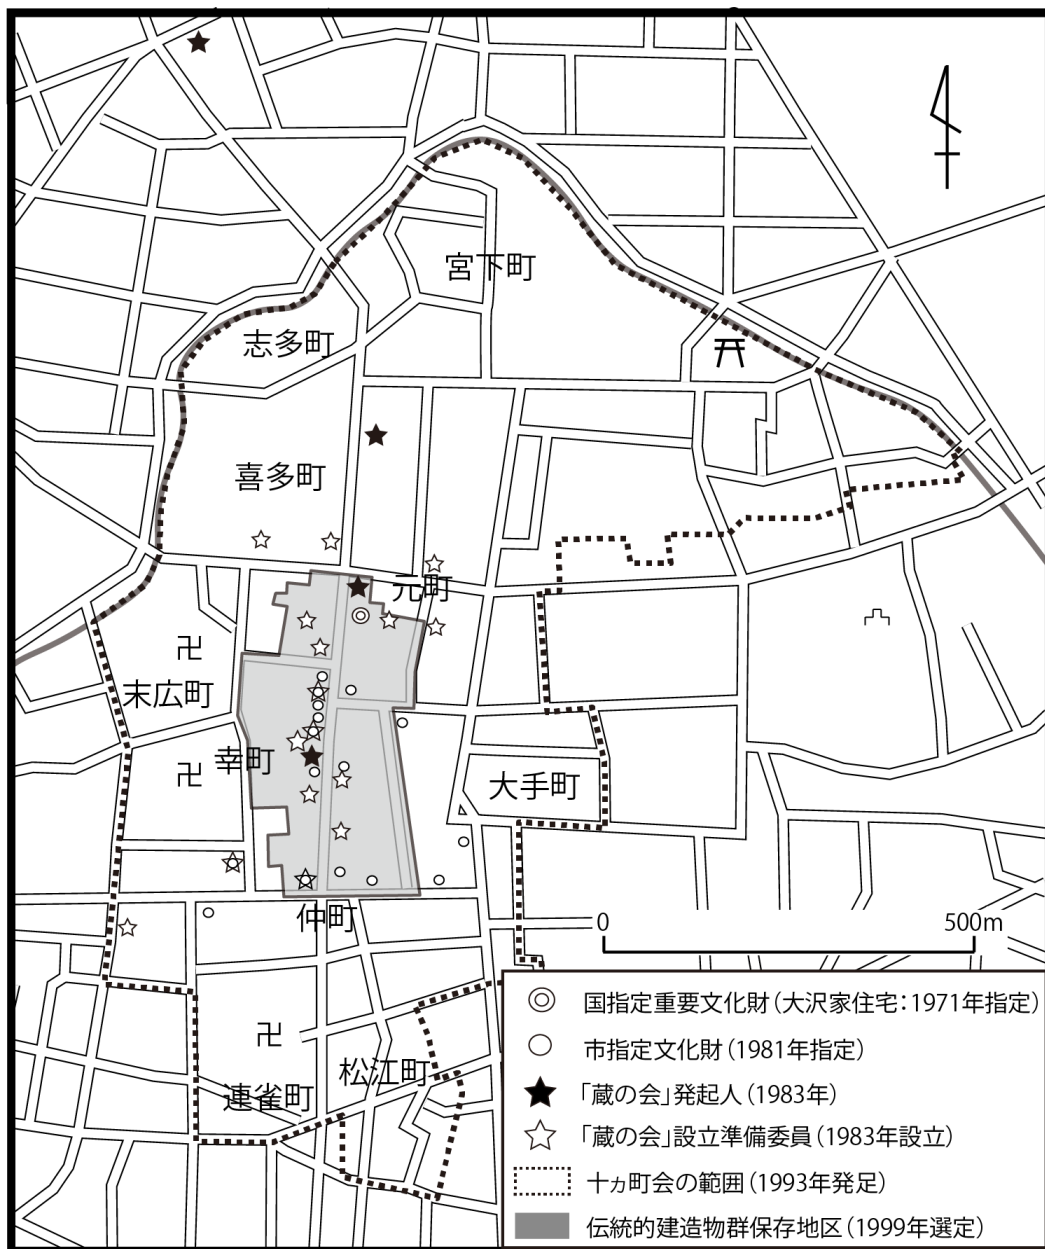 宮下町
志多町
喜多町
元町
末広町
幸町
大手町
仲町
0 500m
松江町
連雀町
国指定重要文化財(大沢家住宅:1971年指定)
市指定文化財(1981年指定)
「蔵の会」発起人(1983年)
「蔵の会」設立準備委員(1983年設立)
十ヵ町会の範囲(1993年発足)
伝統的建造物群保存地区(1999年選定)